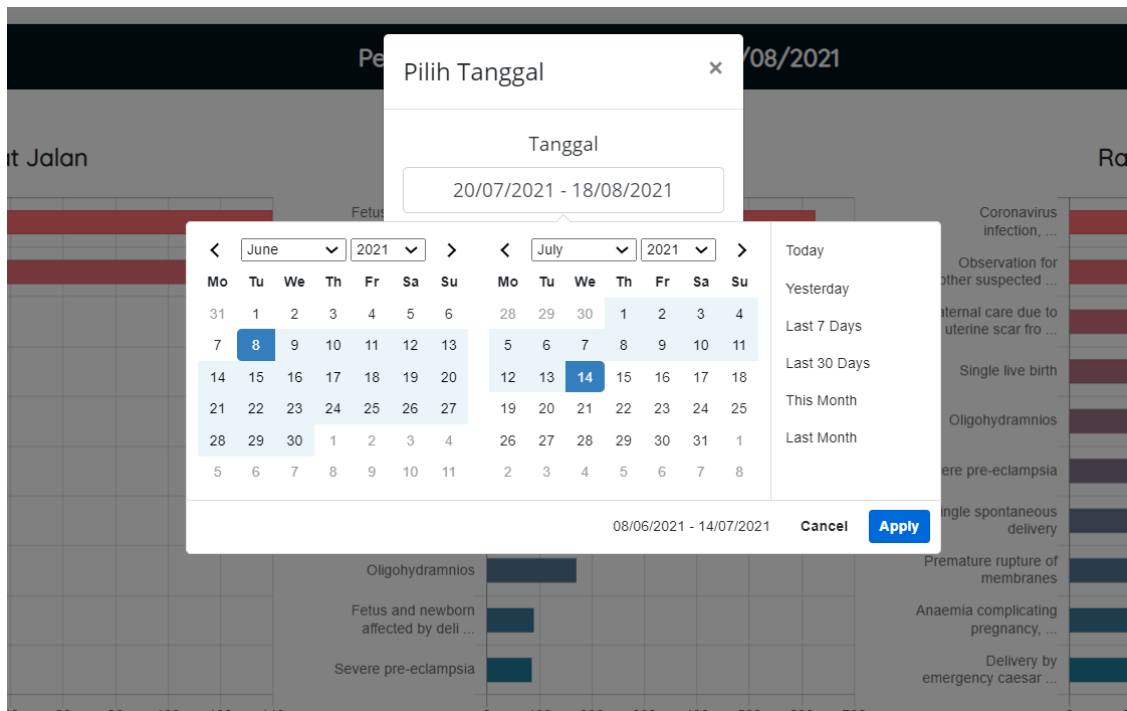 Pilih Tanggal ×
/08/2021
Tanggal
20/07/2021 - 18/08/2021
Jalan
June 2021
Mo Tu We Th Fr Sa Su
31 1 2 3 4 5 6
7 8 9 10 11 12 13
14 15 16 17 18 19 20
21 22 23 24 25 26 27
28 29 30 1 2 3 4
5 6 7 8 9 10 11
July 2021
Mo Tu We Th Fr Sa Su
28 29 30 1 2 3 4
5 6 7 8 9 10 11
12 13 14 15 16 17 18
19 20 21 22 23 24 25
26 27 28 29 30 31 1
2 3 4 5 6 7 8
Today
Yesterday
Last 7 Days
Last 30 Days
This Month
Last Month
08/06/2021 - 14/07/2021 Cancel Apply
Fetus
Oligohydramnios
Fetus and newborn
affected by deli ...
Severe pre-eclampsia
Coronavirus
infection, ...
Observation for
other suspected ...
due to
uterine scar fro ...
Single live birth
Oligohydramnios
pre-eclampsia
spontaneous
delivery
Premature rupture of
membranes
Anaemia complicating
pregnancy, ...
Delivery by
emergency caesar ...